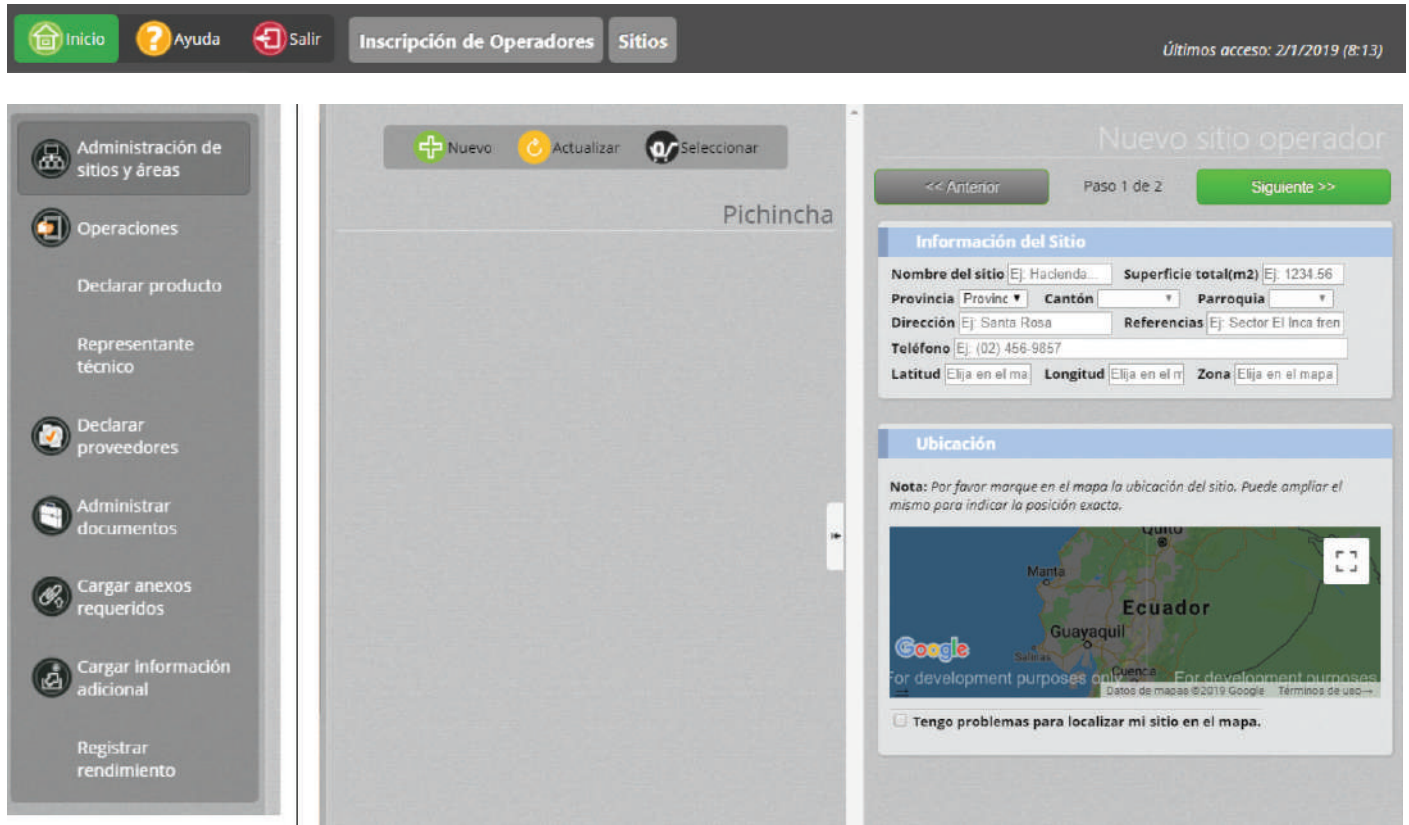 Inicio
Ayuda
Salir
Inscripción de Operadores
Sitios
Últimos acceso: 2/1/2019 (8:13)
Administración de
sitios y áreas
Operaciones
Declarar producto
Representante
técnico
Declarar
proveedores
Administrar
documentos
Cargar anexos
requeridos
Cargar información
adicional
Registrar
rendimiento
Nuevo
Actualizar
Seleccionar
Pichincha
Nuevo sitio operador
<< Anterior
Paso 1 de 2
Siguiente >>
Información del Sitio
Nombre del sitio Ej: Hacienda... Superficie total(m2) Ej: 1234.56
Provincia Provinc Cantón Parroquia
Dirección Ej: Santa Rosa Referencias Ej: Sector El Inca fren
Teléfono Ej: (02) 456-9857
Latitud Elija en el ma Longitud Elija en el m Zona Elija en el mapa
Ubicación
Nota: Por favor marque en el mapa la ubicación del sitio. Puede ampliar el
mismo para indicar la posición exacta.
Quito
Manta
Ecuador
Guayaquil
Google
Salinas
Cuenca
For development purposes only
For development purposes
Datos de mapas ©2019 Google Términos de uso
Tengo problemas para localizar mi sitio en el mapa.